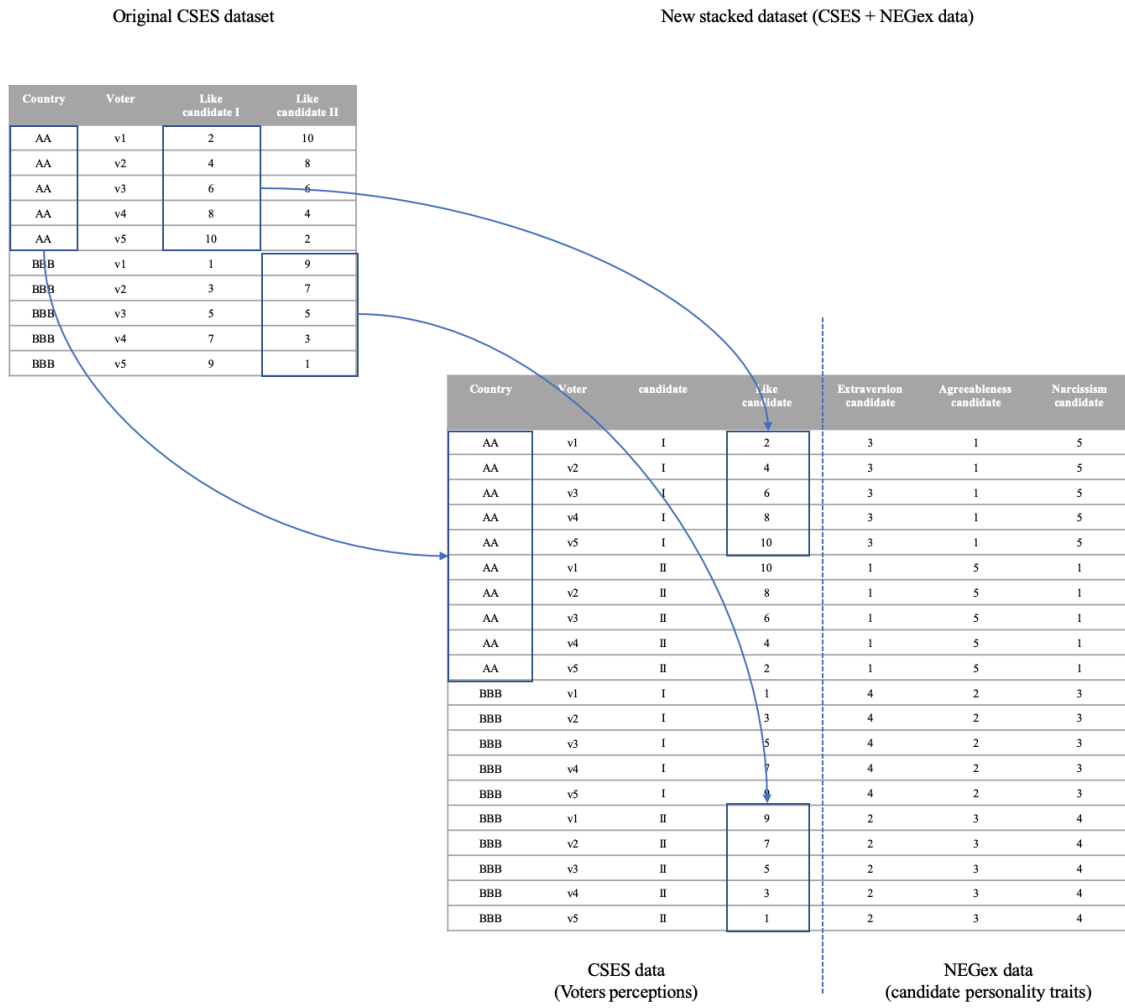 Original CSES dataset
New stacked dataset (CSES + NEGex data)
Country Voter Like candidate I Like candidate II
AA v1 2 10
AA v2 4 8
AA v3 6 6
AA v4 8 4
AA v5 10 2
BBB v1 1 9
BBB v2 3 7
BBB v3 5 5
BBB v4 7 3
BBB v5 9 1
Country Voter candidate Like candidate Extraversion candidate Agreeableness candidate Narcissism candidate
AA v1 I 2 3 1 5
AA v2 I 4 3 1 5
AA v3 I 6 3 1 5
AA v4 I 8 3 1 5
AA v5 I 10 3 1 5
AA v1 II 10 1 5 1
AA v2 II 8 1 5 1
AA v3 II 6 1 5 1
AA v4 II 4 1 5 1
AA v5 II 2 1 5 1
BBB v1 I 1 4 2 3
BBB v2 I 3 4 2 3
BBB v3 I 5 4 2 3
BBB v4 I 7 4 2 3
BBB v5 I 9 4 2 3
BBB v1 II 9 2 3 4
BBB v2 II 7 2 3 4
BBB v3 II 5 2 3 4
BBB v4 II 3 2 3 4
BBB v5 II 1 2 3 4
CSES data
(Voters perceptions)
NEGex data
(candidate personality traits)